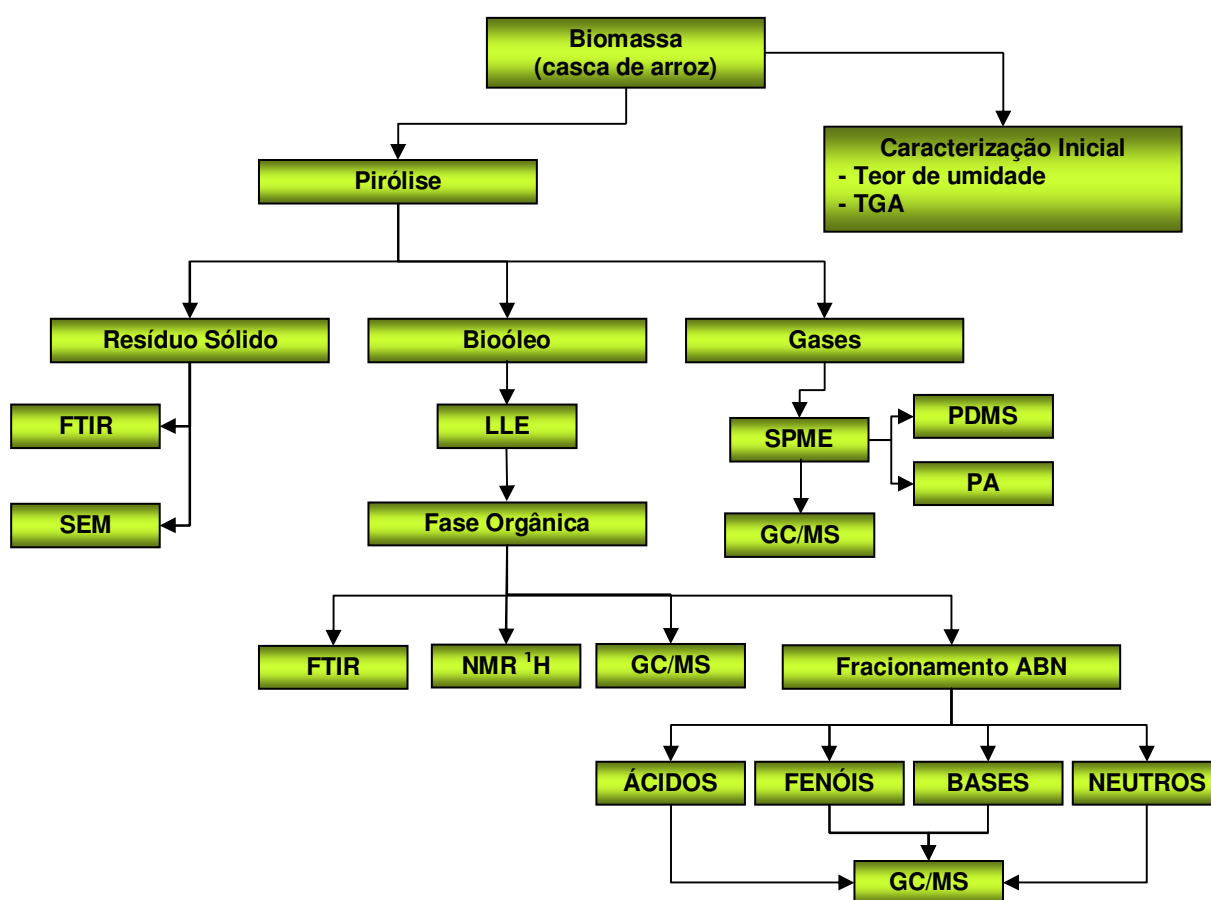 Biomassa
(casca de arroz)
Caracterização Inicial
- Teor de umidade
- TGA
Pirólise
Resíduo Sólido
Bioóleo
Gases
FTIR
LLE
SPME
PDMS
PA
SEM
Fase Orgânica
GC/MS
FTIR
NMR ¹H
GC/MS
Fracionamento ABN
ÁCIDOS
FENÓIS
BASES
NEUTROS
GC/MS